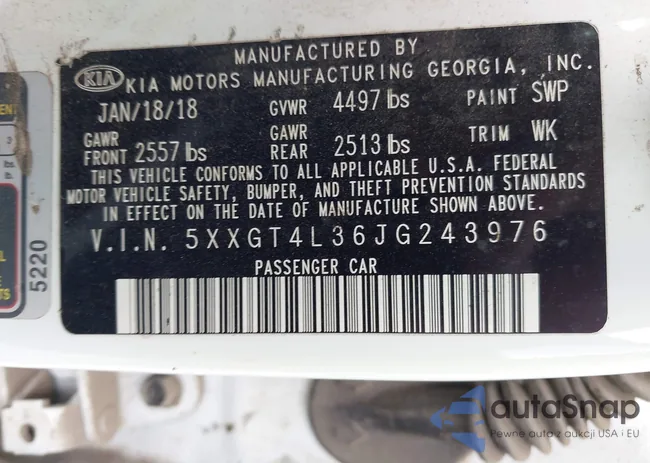 MANUFACTURED BY
KIA KIA MOTORS MANUFACTURING GEORGIA, INC.
JAN/18/18 GVWR 4497 lbs PAINT SWP
GAWR FRONT 2557 lbs GAWR REAR 2513 lbs TRIM WK
THIS VEHICLE CONFORMS TO ALL APPLICABLE U.S.A. FEDERAL
MOTOR VEHICLE SAFETY, BUMPER, AND THEFT PREVENTION STANDARDS
IN EFFECT ON THE DATE OF MANUFACTURE SHOWN ABOVE.
V.I.N. 5XXGT4L36JG243976
PASSENGER CAR
5220
autoSnap
Pewne auta z aukcji USA i EU